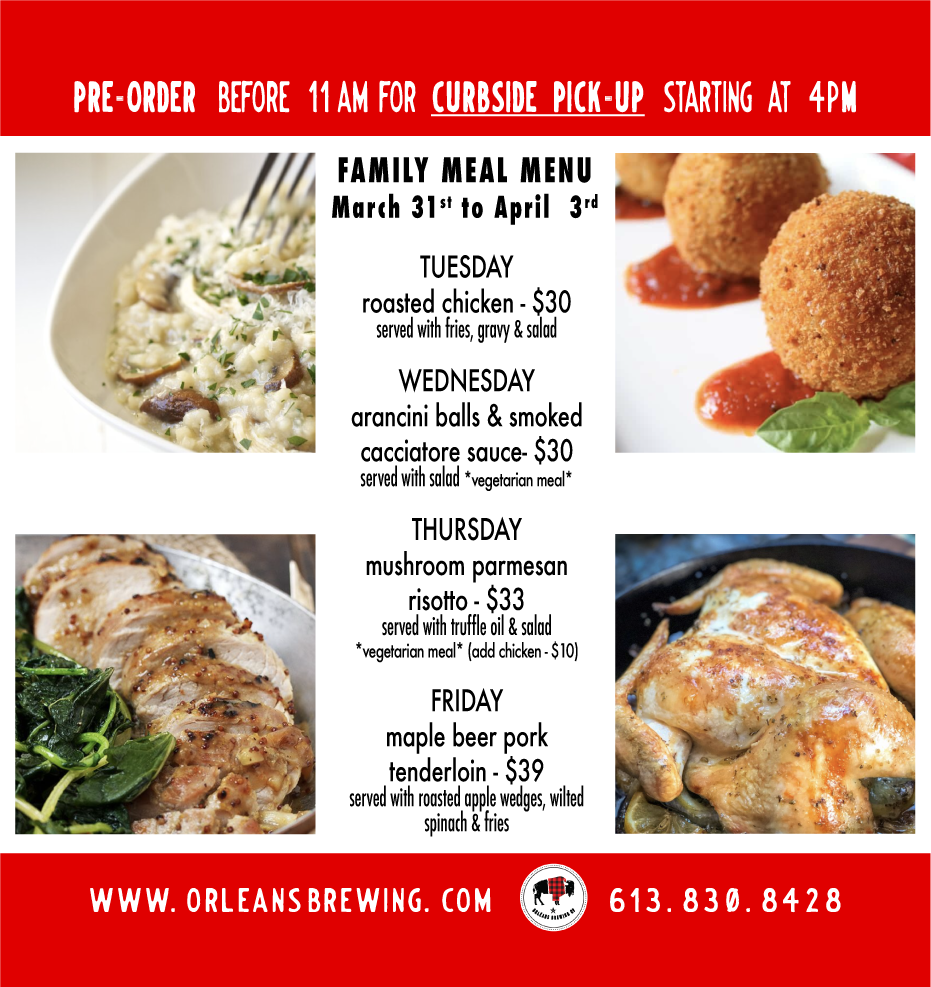 PRE-ORDER BEFORE 11 AM FOR CURBSIDE PICK-UP STARTING AT 4PM
FAMILY MEAL MENU
March 31st to April 3rd
TUESDAY
roasted chicken - $30
served with fries, gravy & salad
WEDNESDAY
arancini balls & smoked
cacciatore sauce- $30
served with salad *vegetarian meal*
THURSDAY
mushroom parmesan
risotto - $33
served with truffle oil & salad
*vegetarian meal* (add chicken - $10)
FRIDAY
maple beer pork
tenderloin - $39
served with roasted apple wedges, wilted
spinach & fries
WWW.ORLEANSBREWING.COM
ORLEANS BREWING CO
613.830.8428